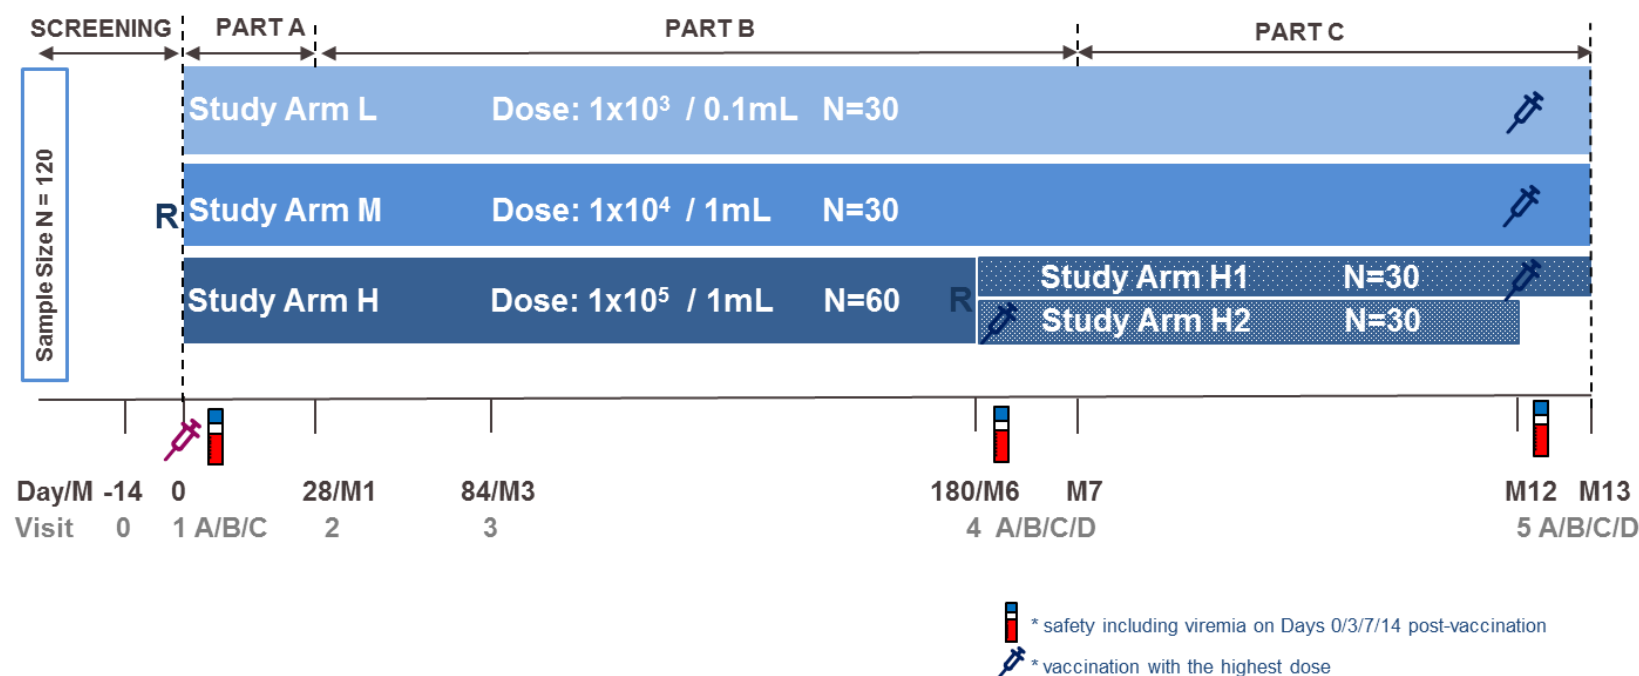 SCREENING PART A PART B PART C
Sample Size N = 120
Study Arm L Dose: 1x10³ / 0.1mL N=30
R Study Arm M Dose: 1x10⁴ / 1mL N=30
Study Arm H Dose: 1x10⁵ / 1mL N=60 R
Study Arm H1 N=30
Study Arm H2 N=30
Day/M -14 0 28/M1 84/M3 180/M6 M7 M12 M13
Visit 0 1 A/B/C 2 3 4 A/B/C/D 5 A/B/C/D
* safety including viremia on Days 0/3/7/14 post-vaccination
* vaccination with the highest dose